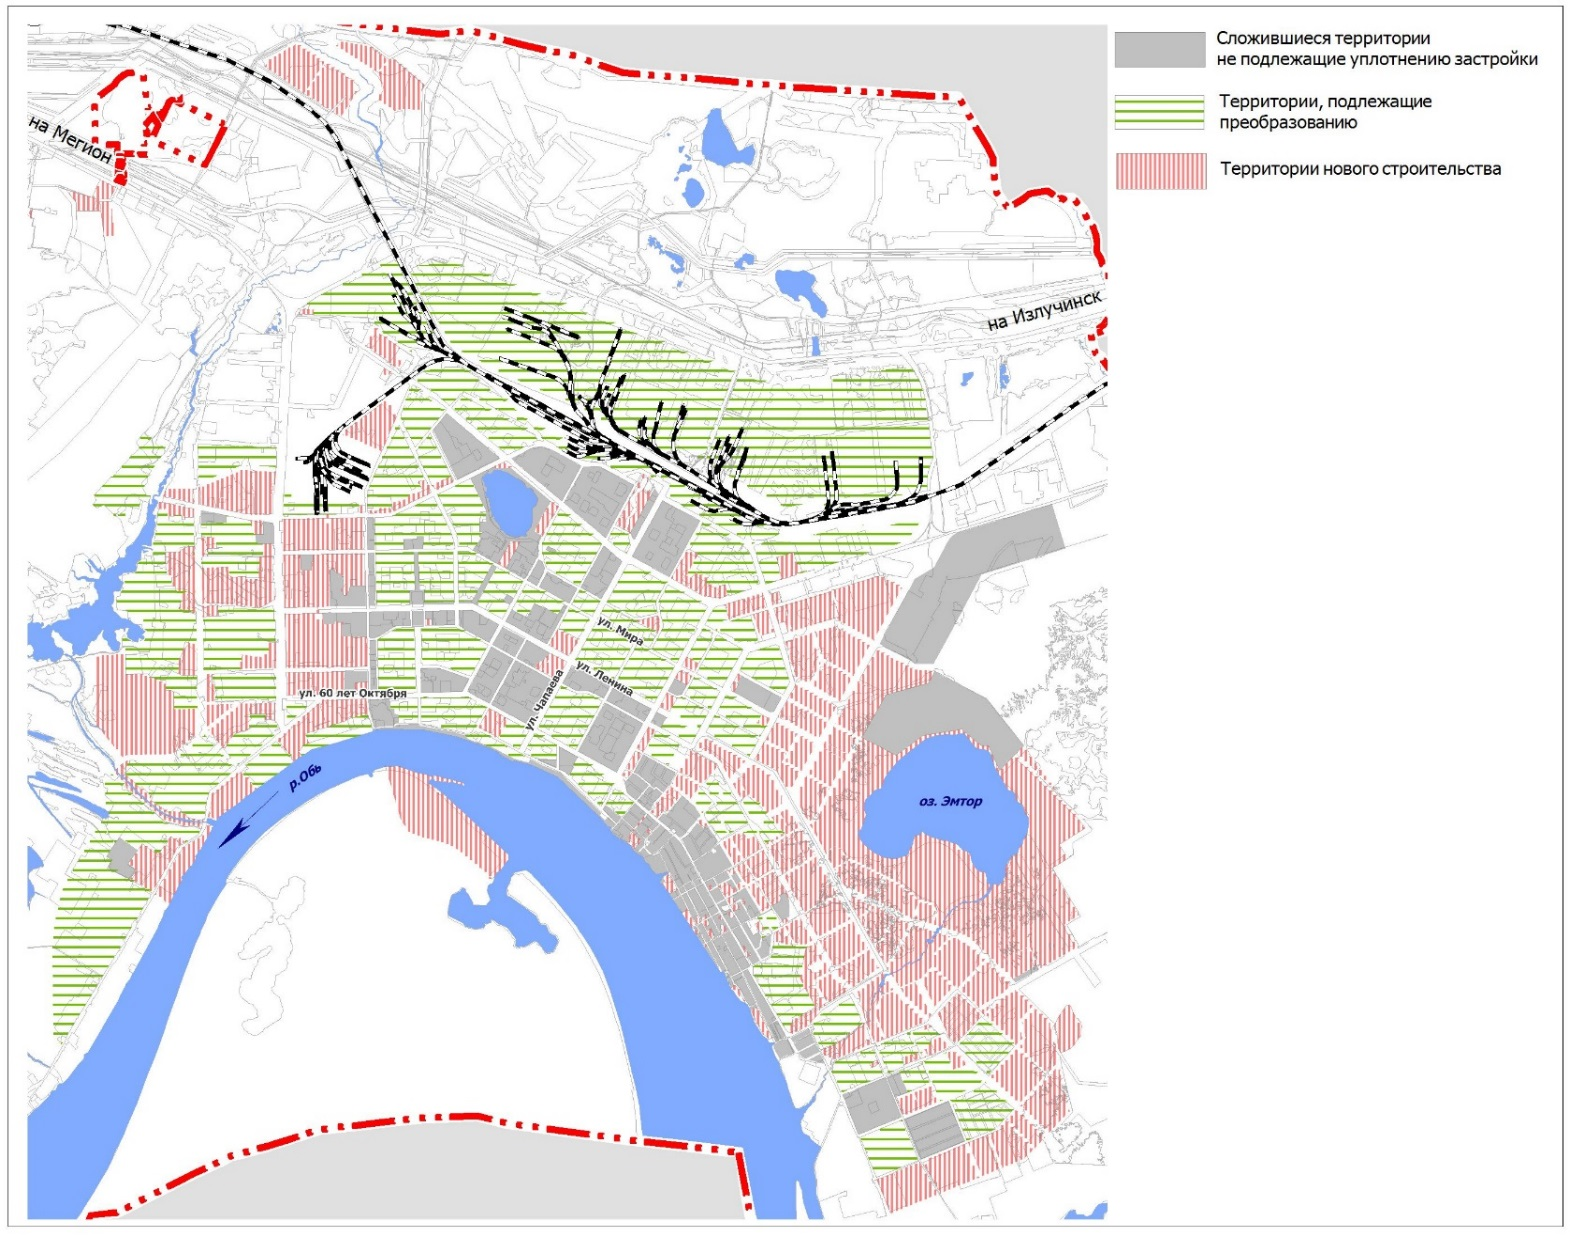 Сложившиеся территории
не подлежащие уплотнению застройки
Территории, подлежащие
преобразованию
Территории нового строительства
на Мегион
на Излучинск
ул. Мира
ул. Ленина
ул. Чапаева
ул. 60 лет Октября
р.Обь
оз. Эмтор